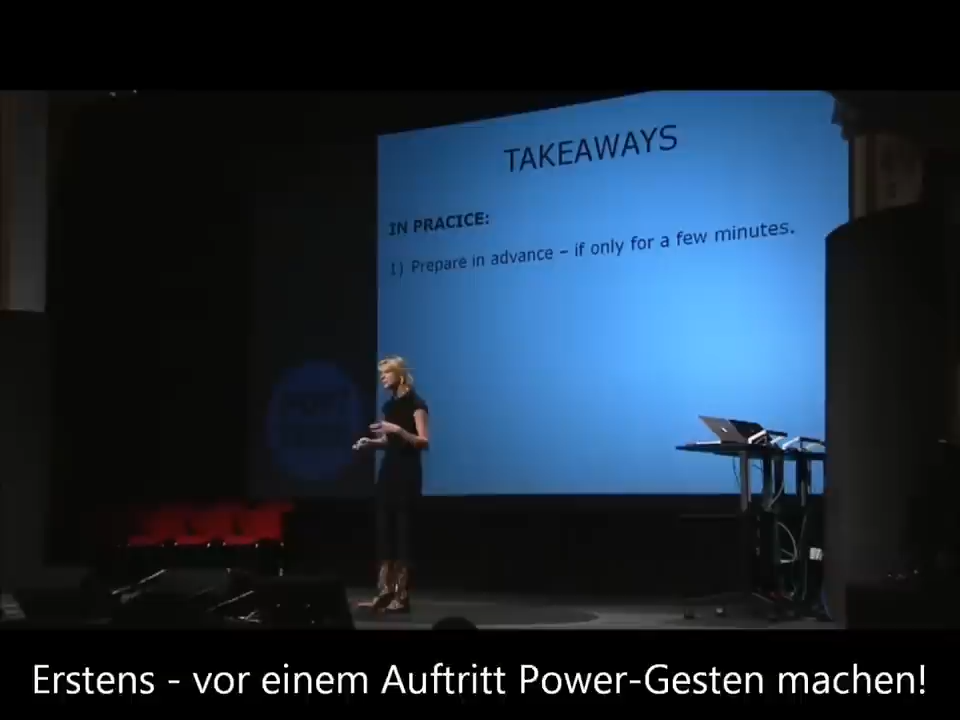 TAKEAWAYS
IN PRACICE:
1) Prepare in advance – if only for a few minutes.
Erstens - vor einem Auftritt Power-Gesten machen!